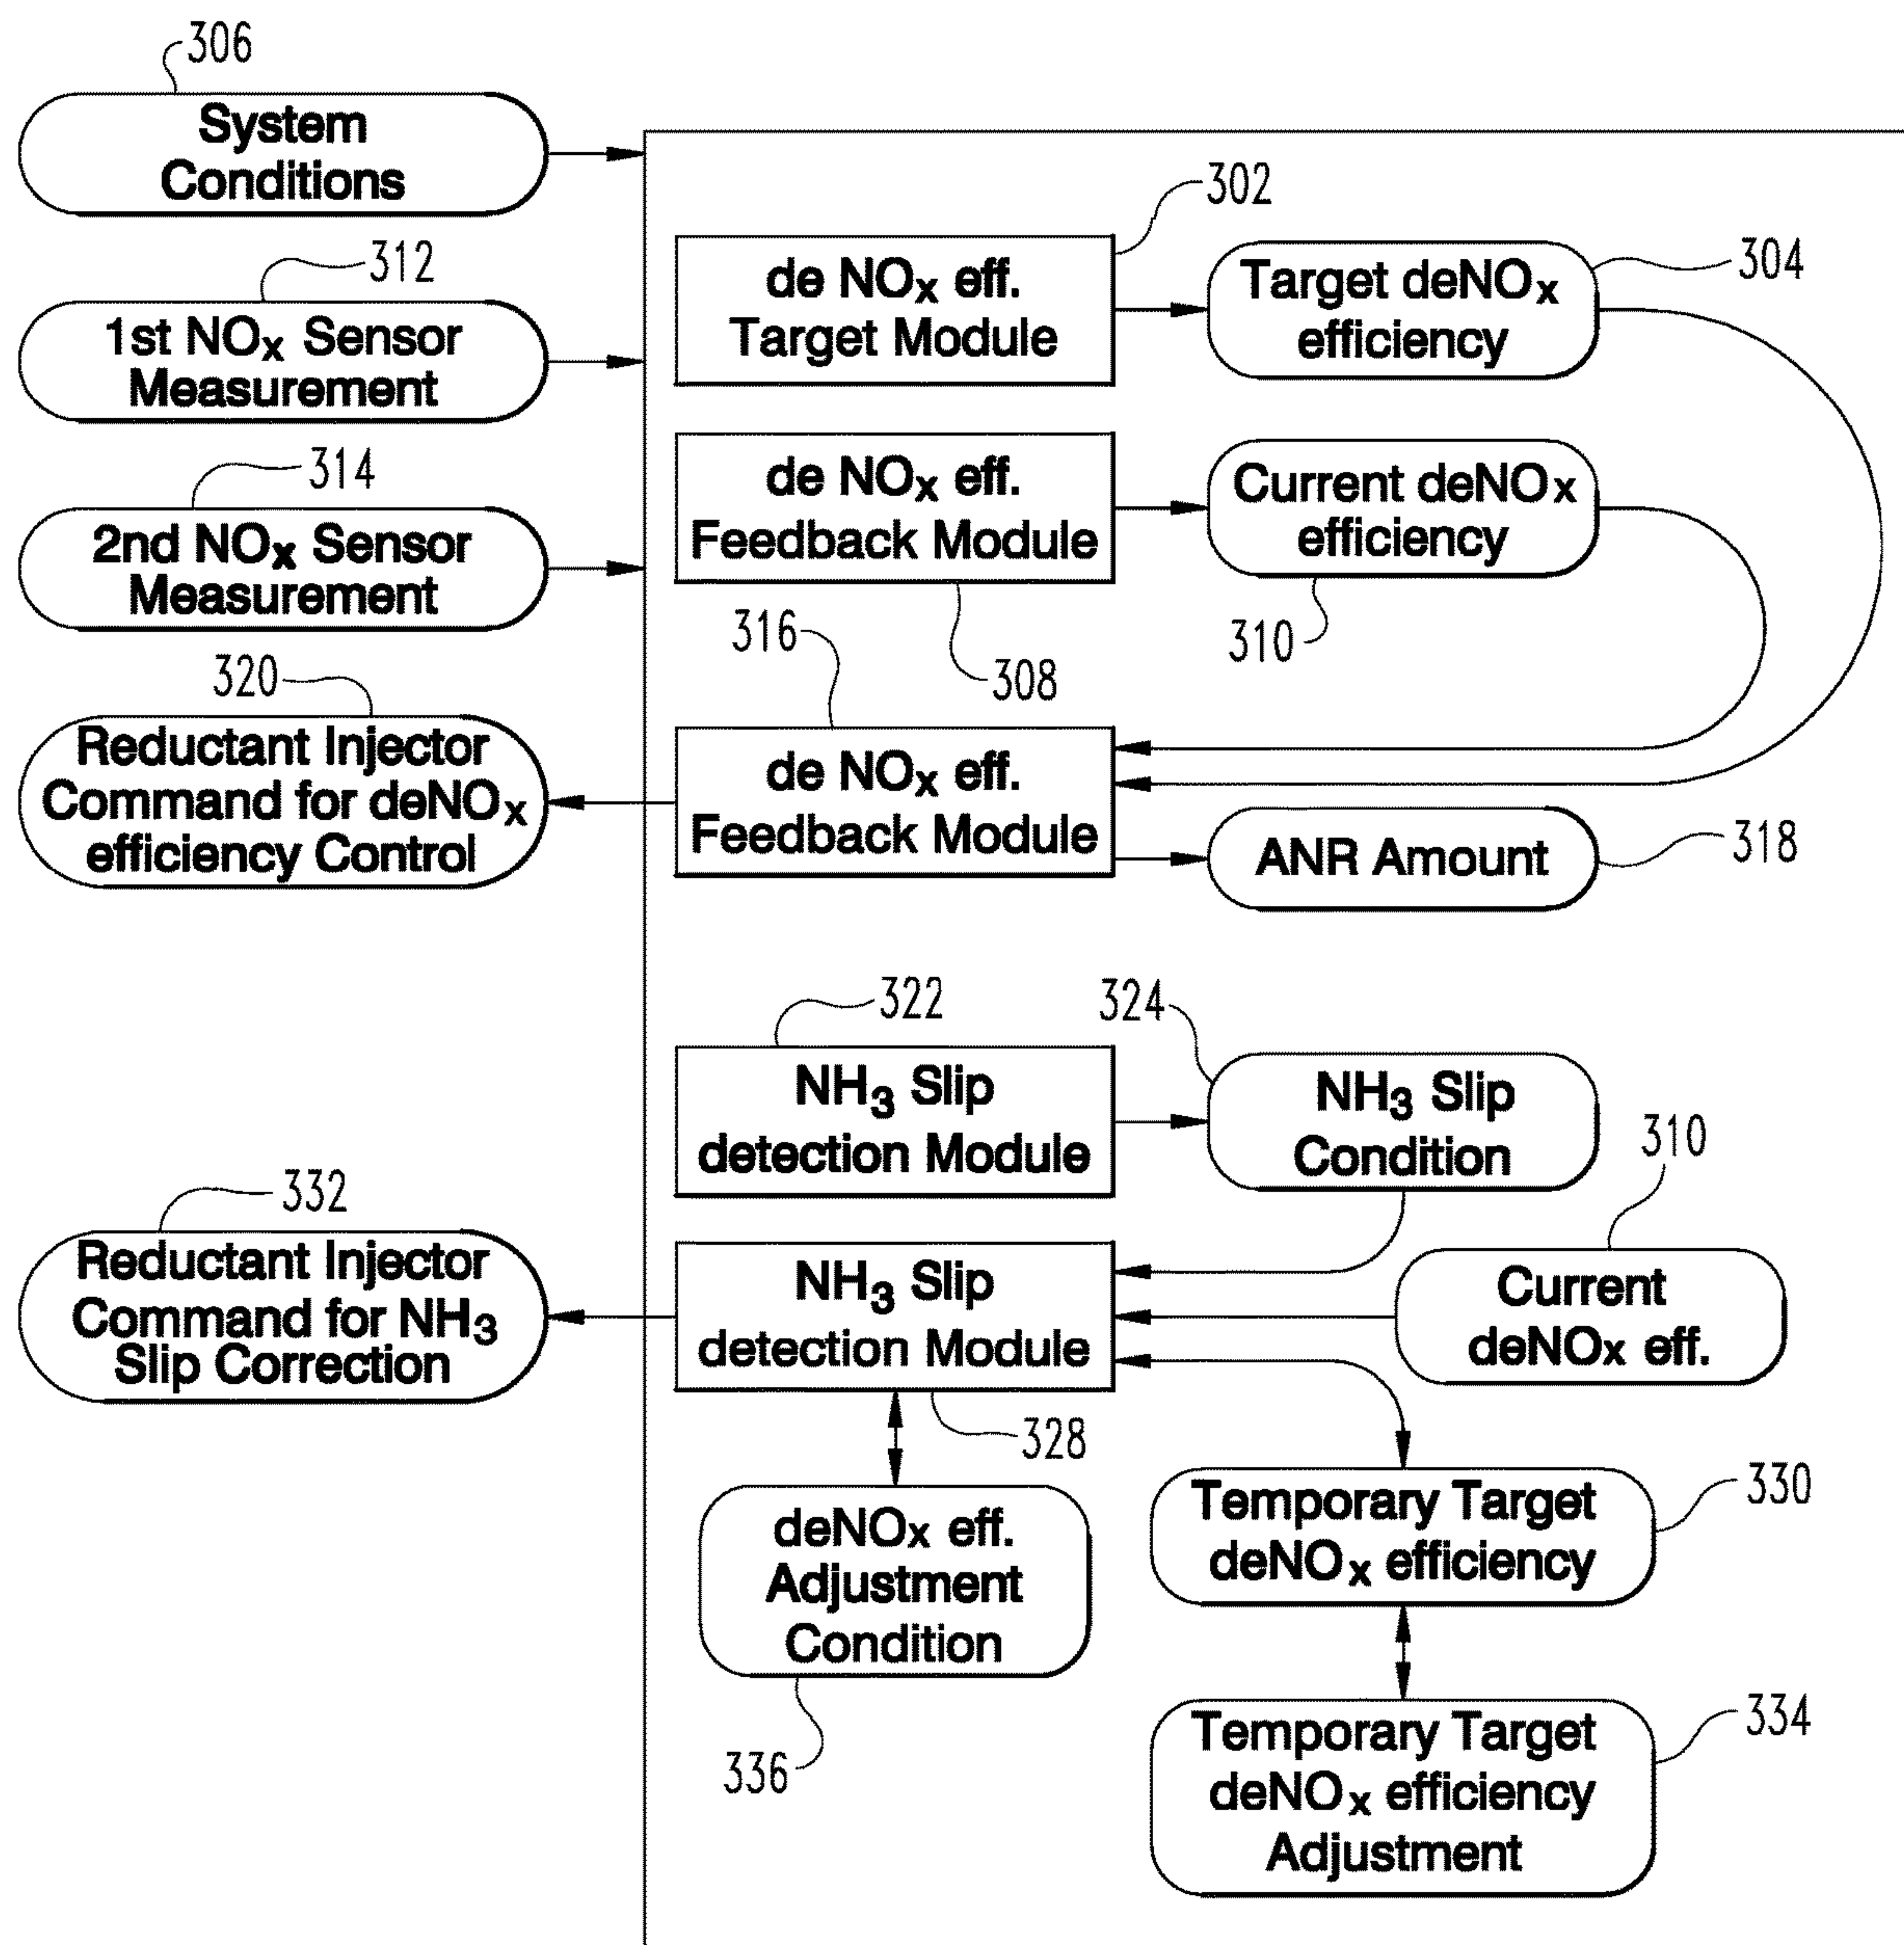 306
System
Conditions
302
de NOx eff.
Target Module
Target deNOx
efficiency
304
312
1st NOx Sensor
Measurement
314
2nd NOx Sensor
Measurement
de NOx eff.
Feedback Module
308
Current deNOx
efficiency
310
316
320
Reductant Injector
Command for deNOx
efficiency Control
de NOx eff.
Feedback Module
ANR Amount
318
322
NH3 Slip
detection Module
324
NH3 Slip
Condition
310
Current
deNOx eff.
332
Reductant Injector
Command for NH3
Slip Correction
NH3 Slip
detection Module
328
deNOx eff.
Adjustment
Condition
336
Temporary Target
deNOx efficiency
330
Temporary Target
deNOx efficiency
Adjustment
334